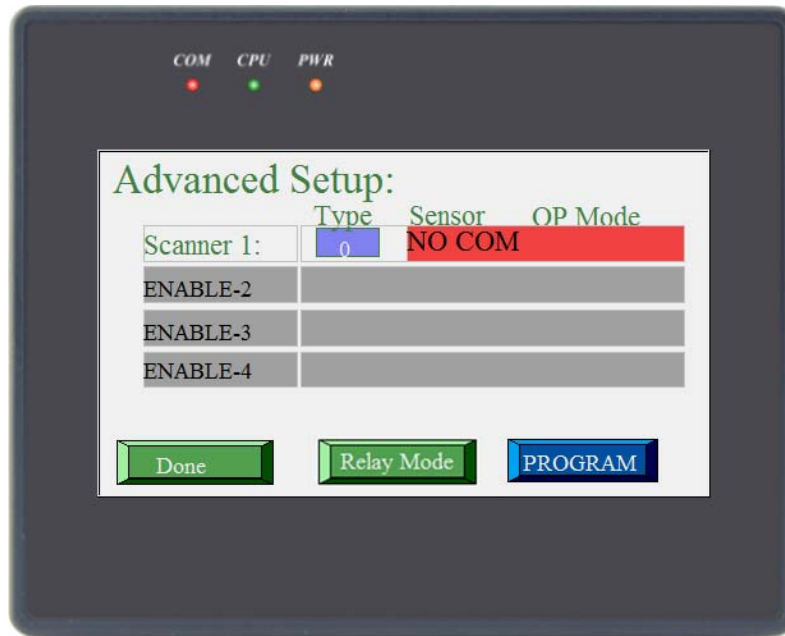 COM CPU PWR
Advanced Setup:
Type Sensor OP Mode
Scanner 1: 0 NO COM
ENABLE-2
ENABLE-3
ENABLE-4
Done Relay Mode PROGRAM